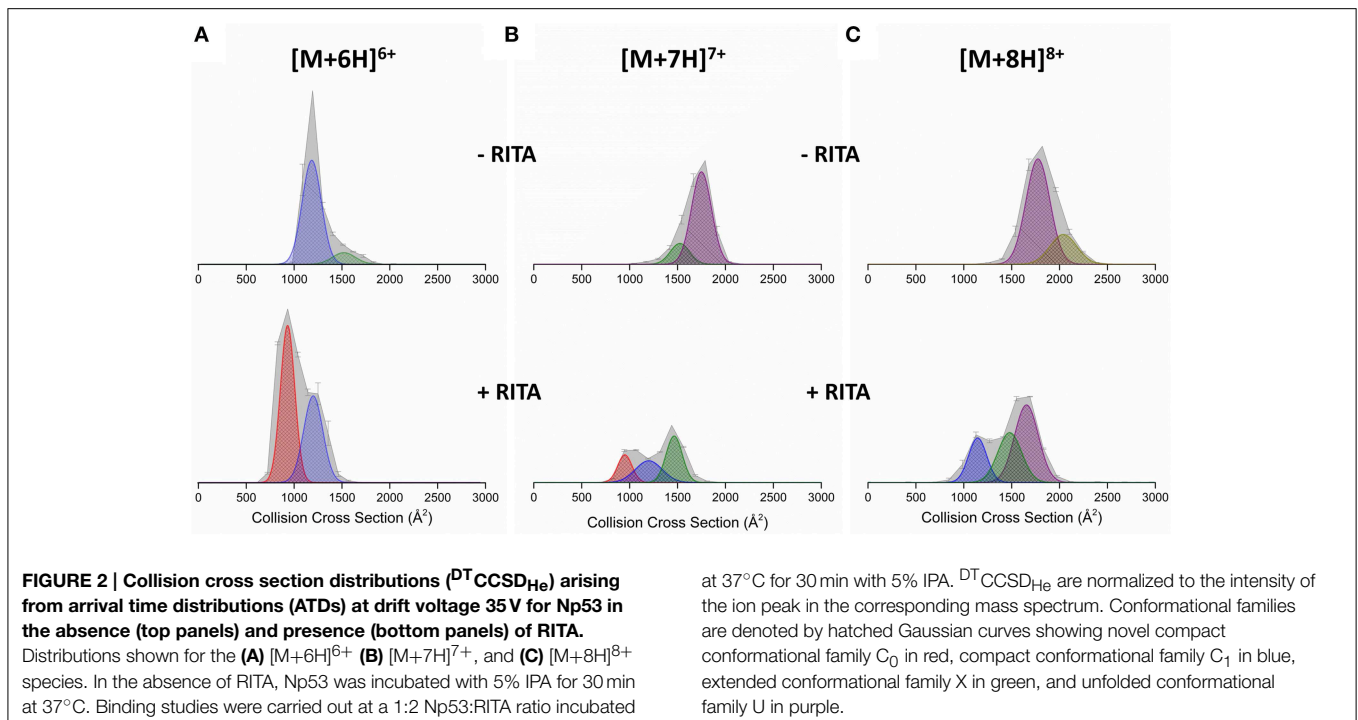 A
B
C
[M+6H]⁶⁺
[M+7H]⁷⁺
[M+8H]⁸⁺
- RITA
- RITA
0 500 1000 1500 2000 2500 3000
0 500 1000 1500 2000 2500 3000
0 500 1000 1500 2000 2500 3000
+ RITA
+ RITA
0 500 1000 1500 2000 2500 3000
0 500 1000 1500 2000 2500 3000
0 500 1000 1500 2000 2500 3000
Collision Cross Section (Å²)
Collision Cross Section (Å²)
Collision Cross Section (Å²)
FIGURE 2 | Collision cross section distributions (ᴰᵀCCSD_He) arising
from arrival time distributions (ATDs) at drift voltage 35 V for Np53 in
the absence (top panels) and presence (bottom panels) of RITA.
Distributions shown for the (A) [M+6H]⁶⁺ (B) [M+7H]⁷⁺, and (C) [M+8H]⁸⁺
species. In the absence of RITA, Np53 was incubated with 5% IPA for 30 min
at 37°C. Binding studies were carried out at a 1:2 Np53:RITA ratio incubated
at 37°C for 30 min with 5% IPA. ᴰᵀCCSD_He are normalized to the intensity of
the ion peak in the corresponding mass spectrum. Conformational families
are denoted by hatched Gaussian curves showing novel compact
conformational family C₀ in red, compact conformational family C₁ in blue,
extended conformational family X in green, and unfolded conformational
family U in purple.